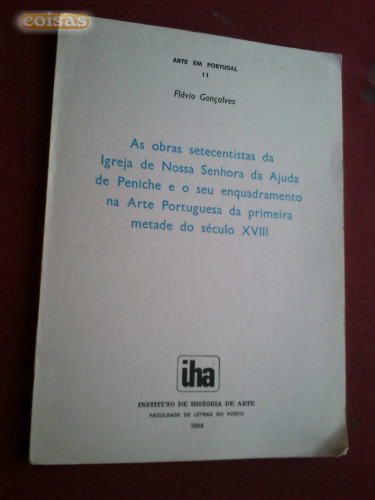 coisas
ARTE EM PORTUGAL
11
Flávio Gonçalves
As obras setecentistas da
Igreja de Nossa Senhora da Ajuda
de Peniche e o seu enquadramento
na Arte Portuguesa da primeira
metade do século XVIII
iha
INSTITUTO DE HISTÓRIA DE ARTE
FACULDADE DE LETRAS DO PORTO
1984